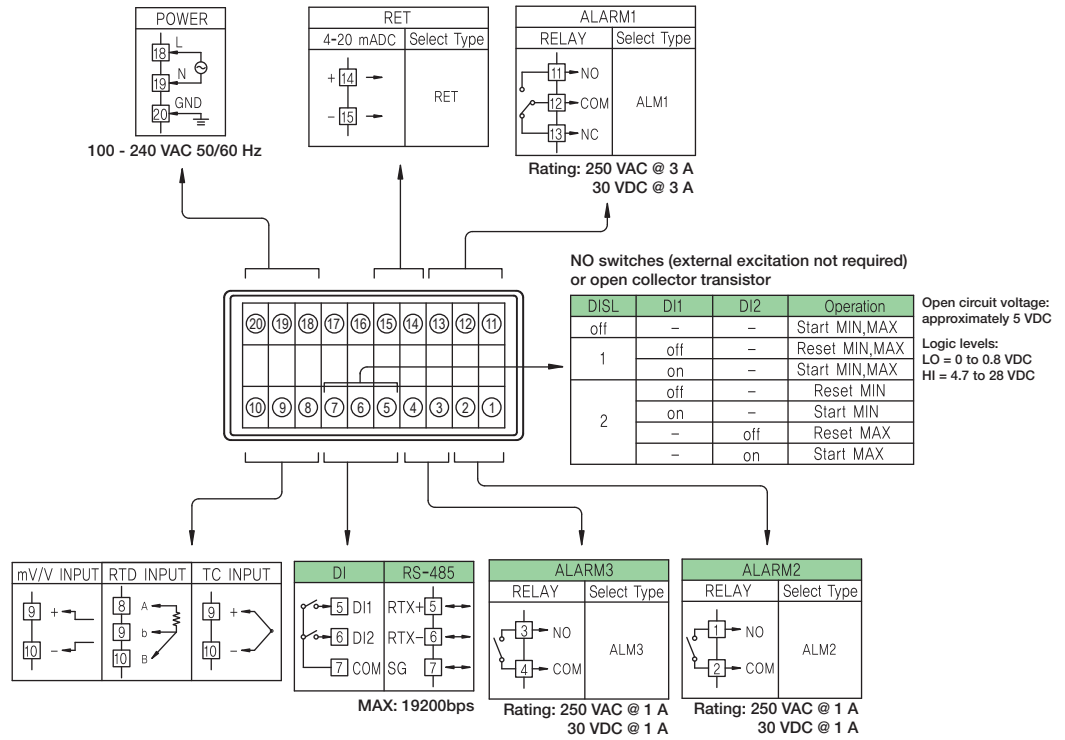 POWER
18 L
19 N
20 GND
100 - 240 VAC 50/60 Hz
RET
4-20 mADC Select Type
+ 14
RET
- 15
ALARM1
RELAY Select Type
11 NO
12 COM ALM1
13 NC
Rating: 250 VAC @ 3 A
30 VDC @ 3 A
NO switches (external excitation not required)
or open collector transistor
DISL DI1 DI2 Operation
off - - Start MIN,MAX
1 off - Reset MIN,MAX
on - Start MIN,MAX
2 off - Reset MIN
on - Start MIN
- off Reset MAX
- on Start MAX
Open circuit voltage:
approximately 5 VDC
Logic levels:
LO = 0 to 0.8 VDC
HI = 4.7 to 28 VDC
20 19 18 17 16 15 14 13 12 11
10 9 8 7 6 5 4 3 2 1
mV/V INPUT RTD INPUT TC INPUT
9 +
10 -
8 A
9 b
10 B
9 +
10 -
DI RS-485
5 DI1 RTX+ 5
6 DI2 RTX- 6
7 COM SG 7
MAX: 19200bps
ALARM3
RELAY Select Type
3 NO
ALM3
4 COM
Rating: 250 VAC @ 1 A
30 VDC @ 1 A
ALARM2
RELAY Select Type
1 NO
ALM2
2 COM
Rating: 250 VAC @ 1 A
30 VDC @ 1 A